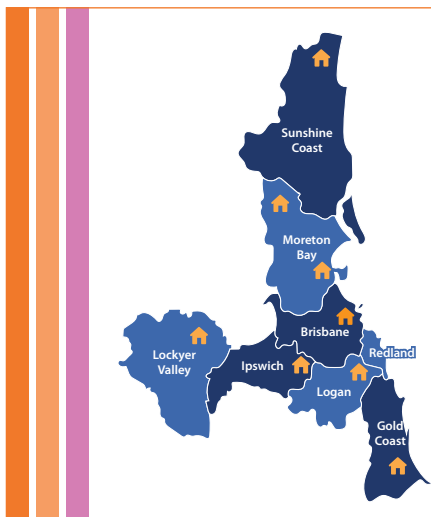 Sunshine
Coast
Moreton
Bay
Brisbane
Redland
Lockyer
Valley
Ipswich
Logan
Gold
Coast